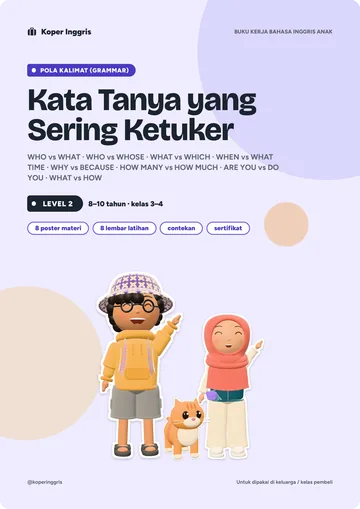 Koper Inggris
BUKU KERJA BAHASA INGGRIS ANAK
POLA KALIMAT (GRAMMAR)
Kata Tanya yang
Sering Ketuker
WHO vs WHAT · WHO vs WHOSE · WHAT vs WHICH · WHEN vs WHAT
TIME · WHY vs BECAUSE · HOW MANY vs HOW MUCH · ARE YOU vs DO
YOU · WHAT vs HOW
LEVEL 2 8–10 tahun · kelas 3–4
8 poster materi 8 lembar latihan contekan sertifikat
@koperinggris
Untuk dipakai di keluarga / kelas pembeli